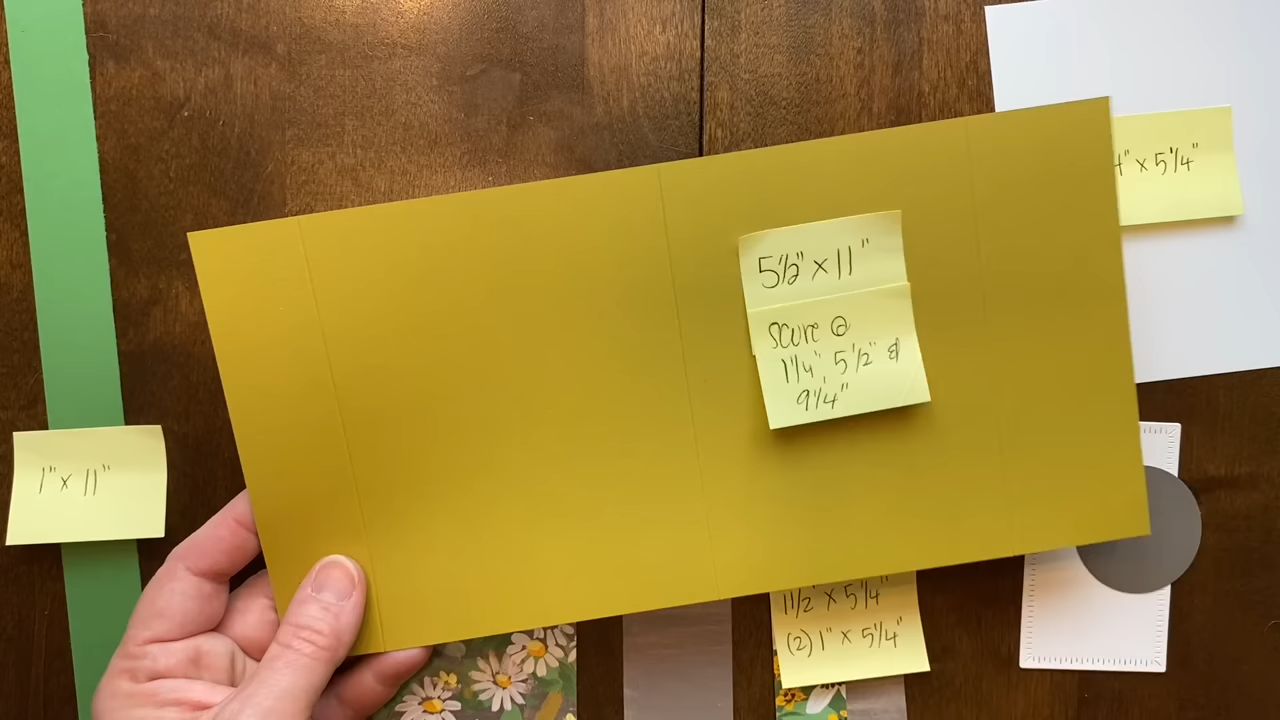 5½" x 11"
Score @
1¼", 5½" &
9¼"
4" x 5¼"
1" x 11"
1½" x 5¼"
(2) 1" x 5¼"